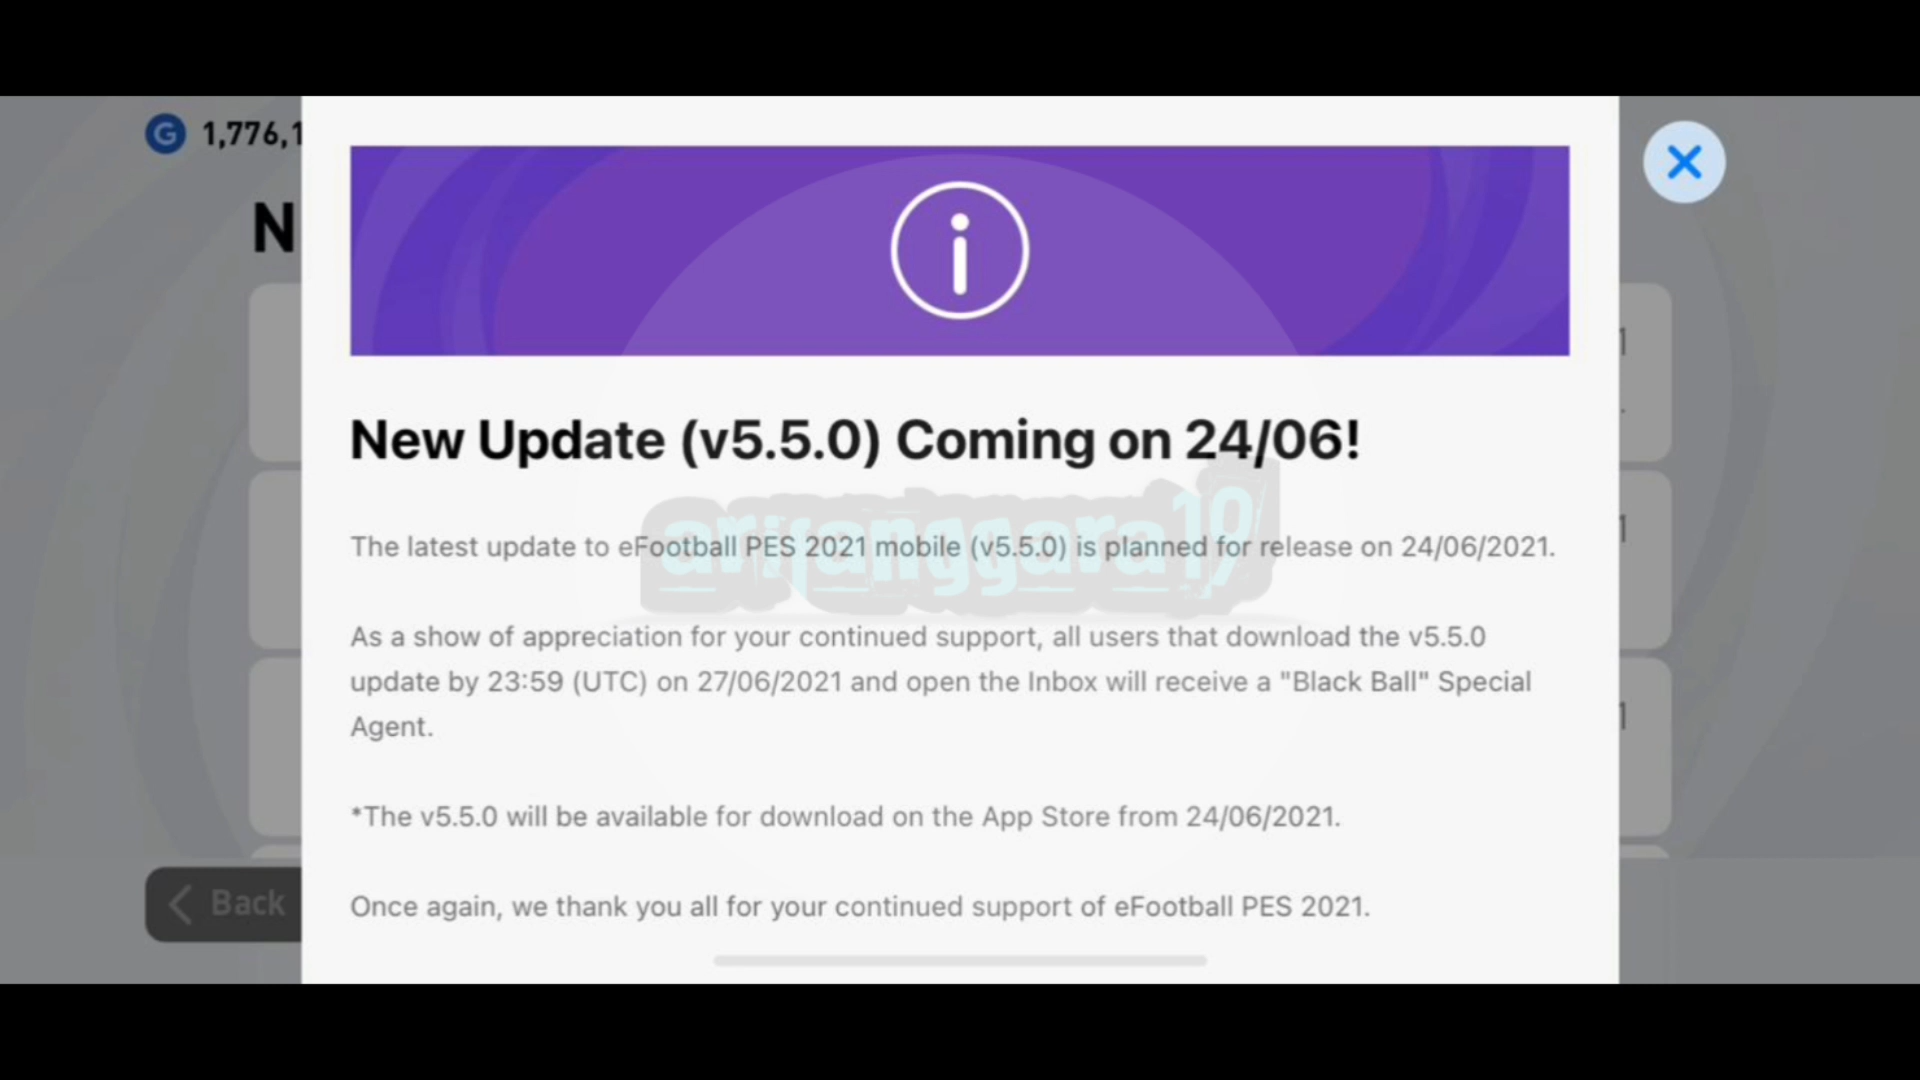 G 1,776,1
N
New Update (v5.5.0) Coming on 24/06!
arifanggara19
The latest update to eFootball PES 2021 mobile (v5.5.0) is planned for release on 24/06/2021.
As a show of appreciation for your continued support, all users that download the v5.5.0
update by 23:59 (UTC) on 27/06/2021 and open the Inbox will receive a "Black Ball" Special
Agent.
*The v5.5.0 will be available for download on the App Store from 24/06/2021.
Back
Once again, we thank you all for your continued support of eFootball PES 2021.